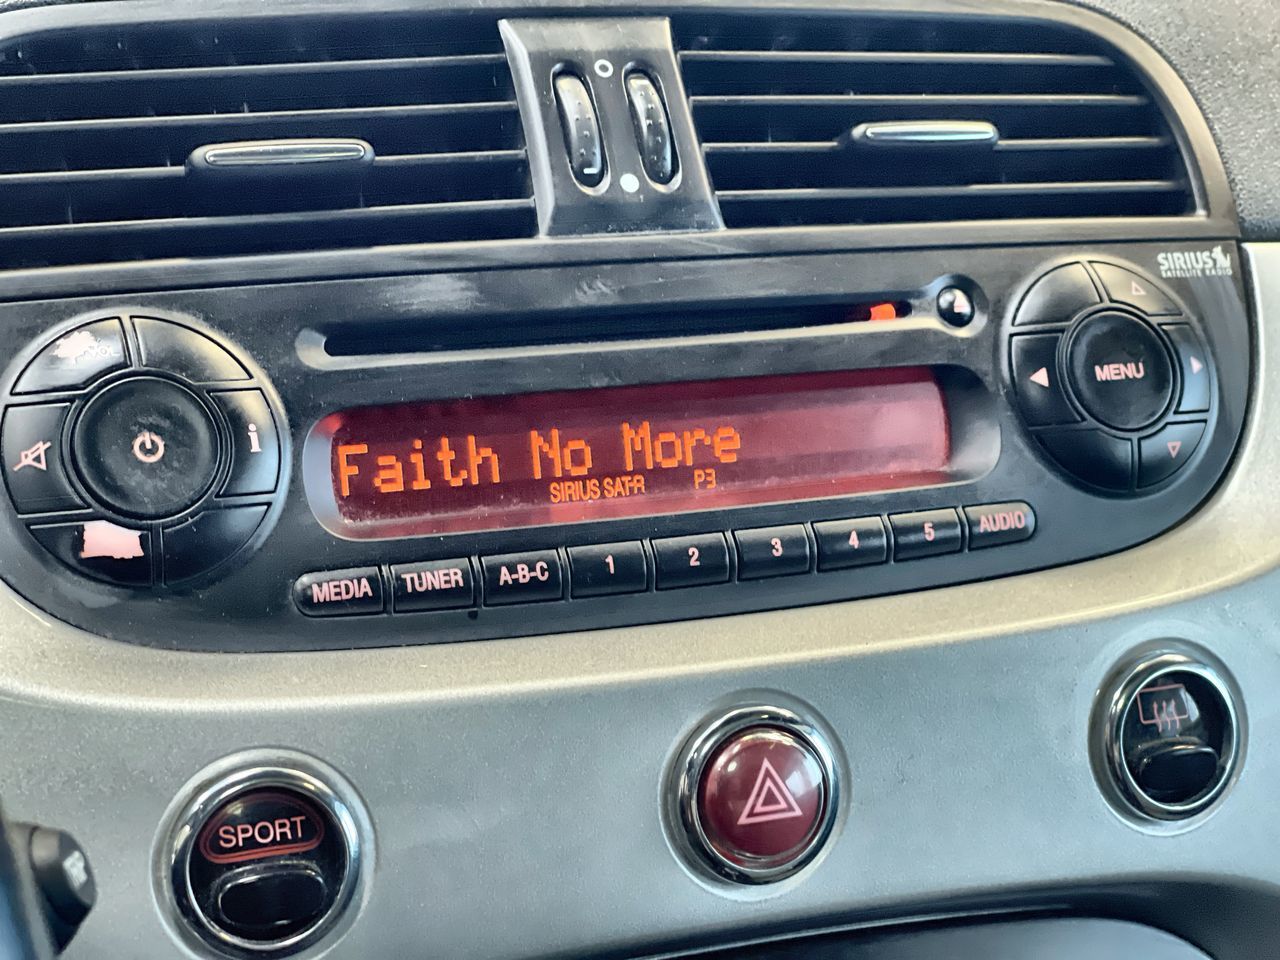 SIRIUS
SATELLITE RADIO
MENU
i
Faith No More
SIRIUS SAT-R P3
MEDIA TUNER A-B-C 1 2 3 4 5 AUDIO
SPORT